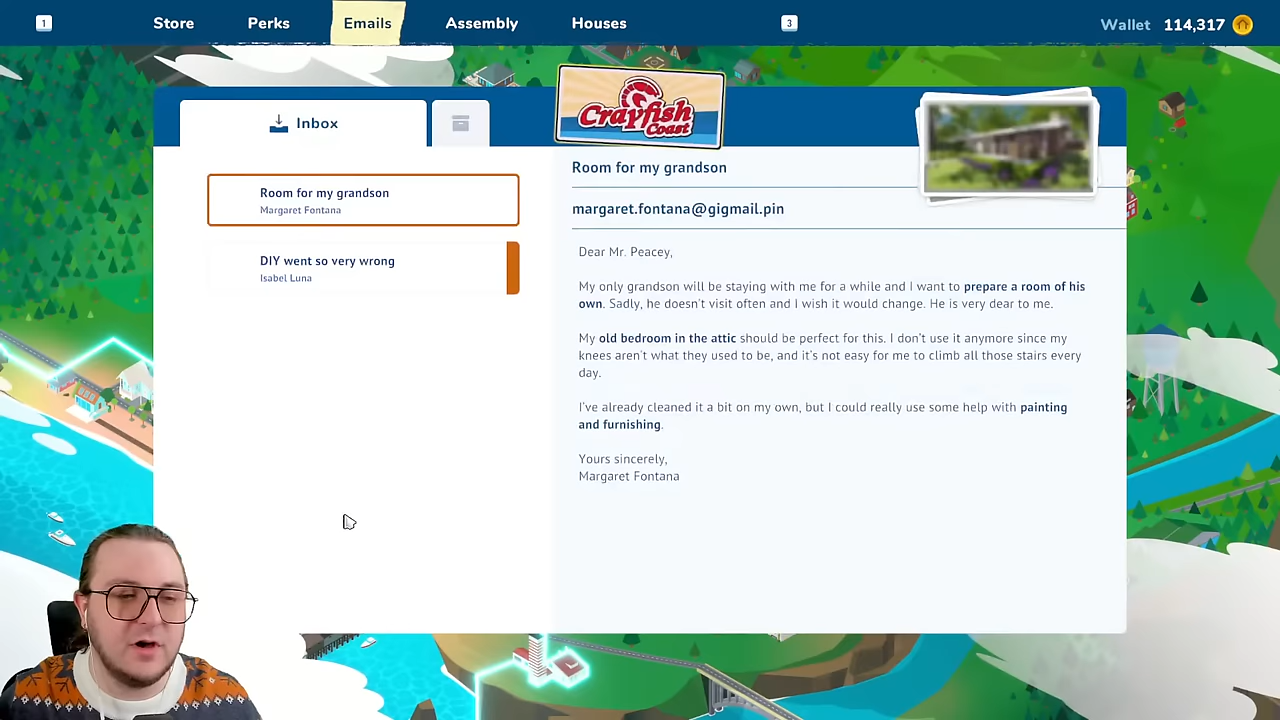 1 Store Perks Emails Assembly Houses 3 Wallet 114,317
Inbox
Crayfish
Coast
Room for my grandson
Margaret Fontana
DIY went so very wrong
Isabel Luna
Room for my grandson
margaret.fontana@gigmail.pin
Dear Mr. Peacey,
My only grandson will be staying with me for a while and I want to prepare a room of his
own. Sadly, he doesn't visit often and I wish it would change. He is very dear to me.
My old bedroom in the attic should be perfect for this. I don't use it anymore since my
knees aren't what they used to be, and it's not easy for me to climb all those stairs every
day.
I've already cleaned it a bit on my own, but I could really use some help with painting
and furnishing.
Yours sincerely,
Margaret Fontana